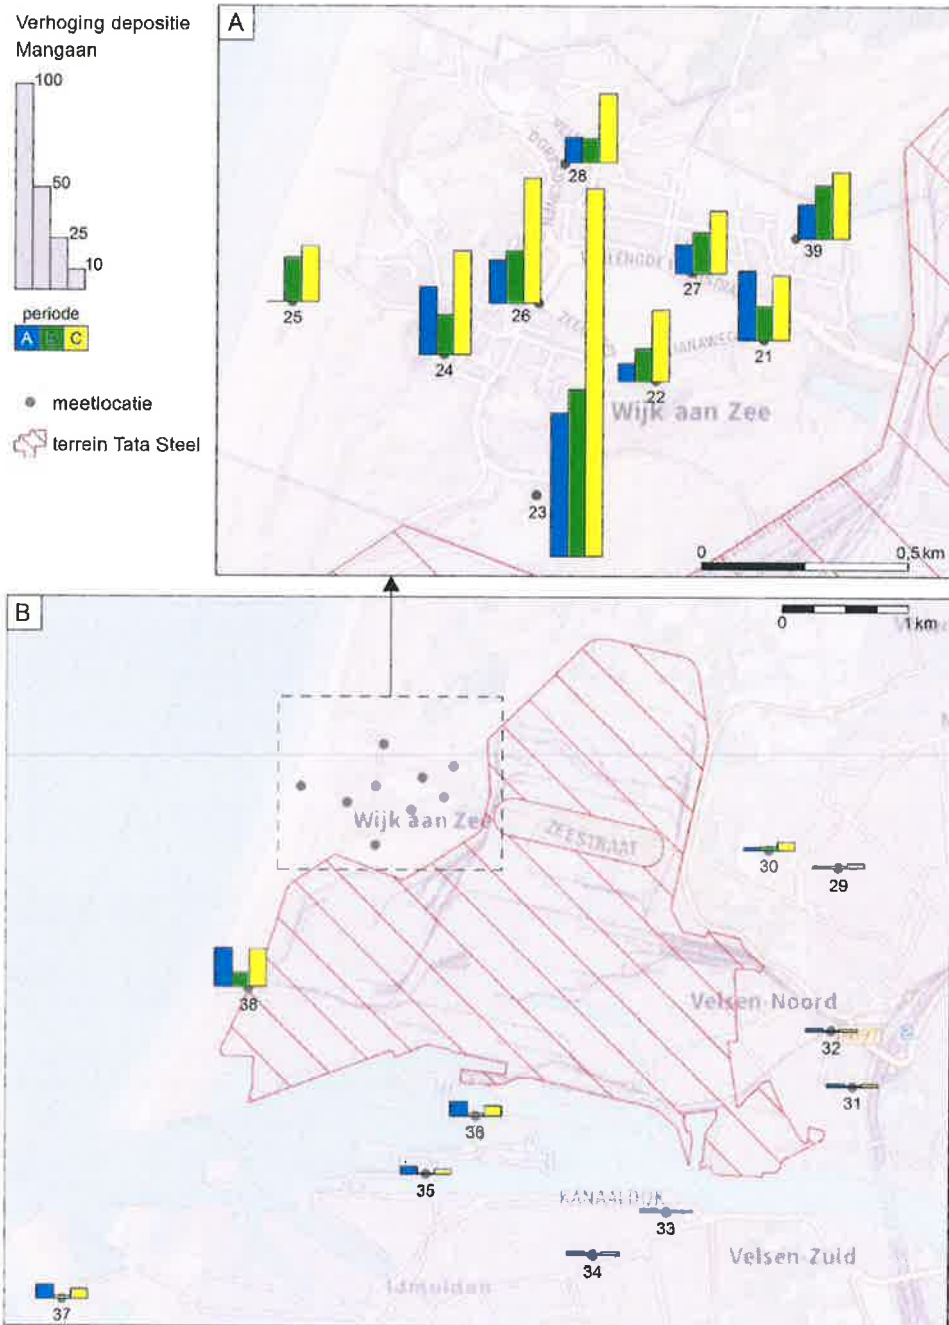 Verhoging depositie
Mangaan
100
50
25
10
periode
A C
meetlocatie
terrein Tata Steel
A
28
39
27
25
26
ZEE
24
21
22
Wijk aan Zee
23
0 0,5 km
B
0 1 km
Wijk aan Zee
ZEESTRAAT
30
29
38
Velsen-Noord
32
31
36
35
KANAALDIJK
33
34
Velsen-Zuid
IJmuiden
37